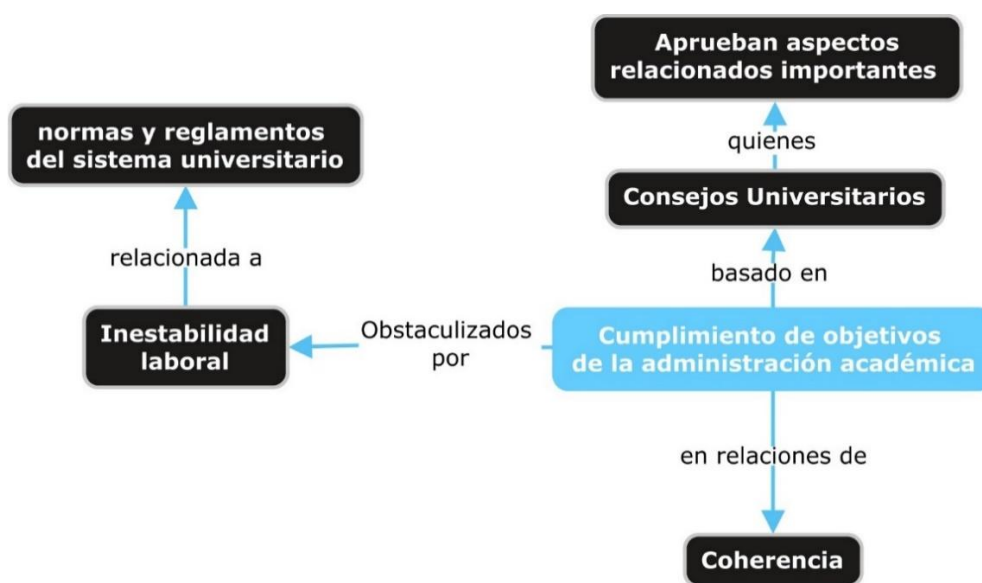 Aprueban aspectos
relacionados importantes
quienes
normas y reglamentos
del sistema universitario
Consejos Universitarios
relacionada a
basado en
Inestabilidad
laboral
Obstaculizados
por
Cumplimiento de objetivos
de la administración académica
en relaciones de
Coherencia